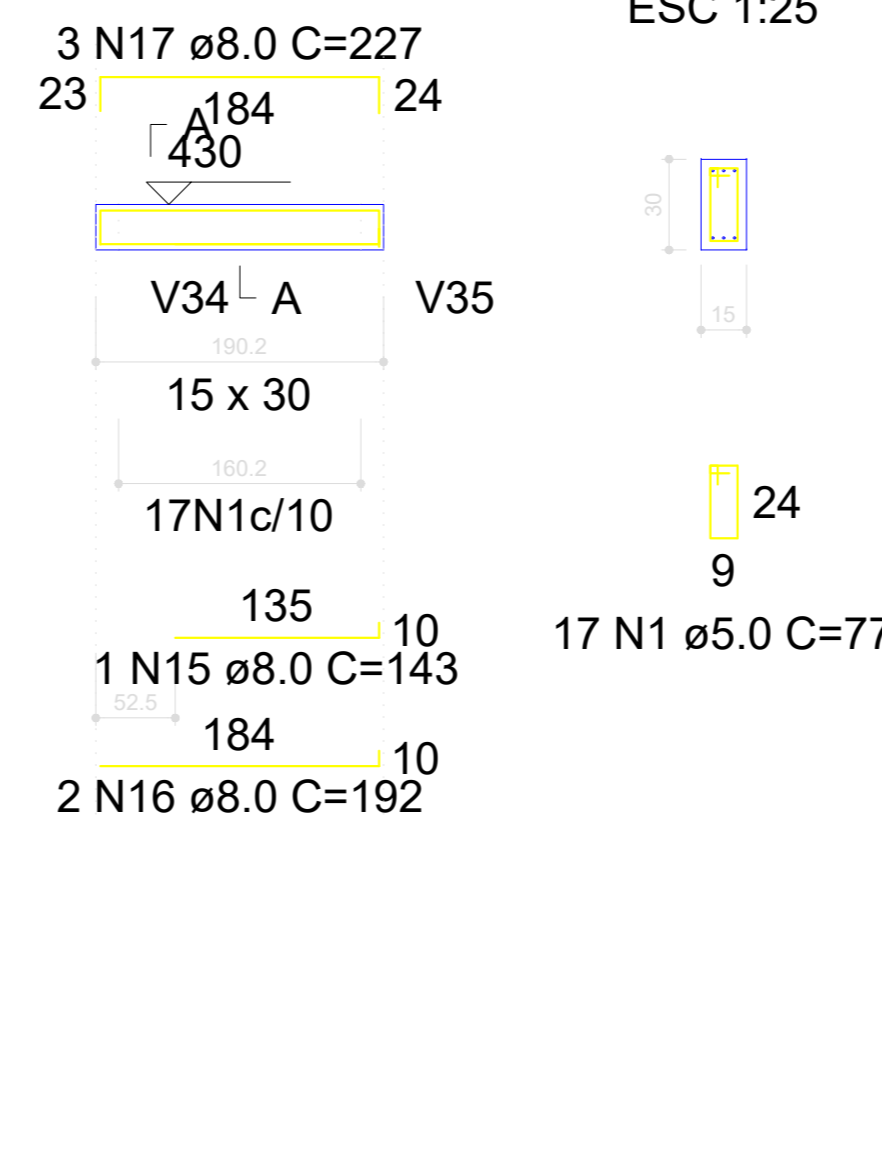 ESC 1:25
3 N17 ø8.0 C=227
23
184
24
A
430
30
V34
A
V35
15
190.2
15 x 30
160.2
17N1c/10
24
9
135
10
17 N1 ø5.0 C=77
1 N15 ø8.0 C=143
52.5
184
10
2 N16 ø8.0 C=192